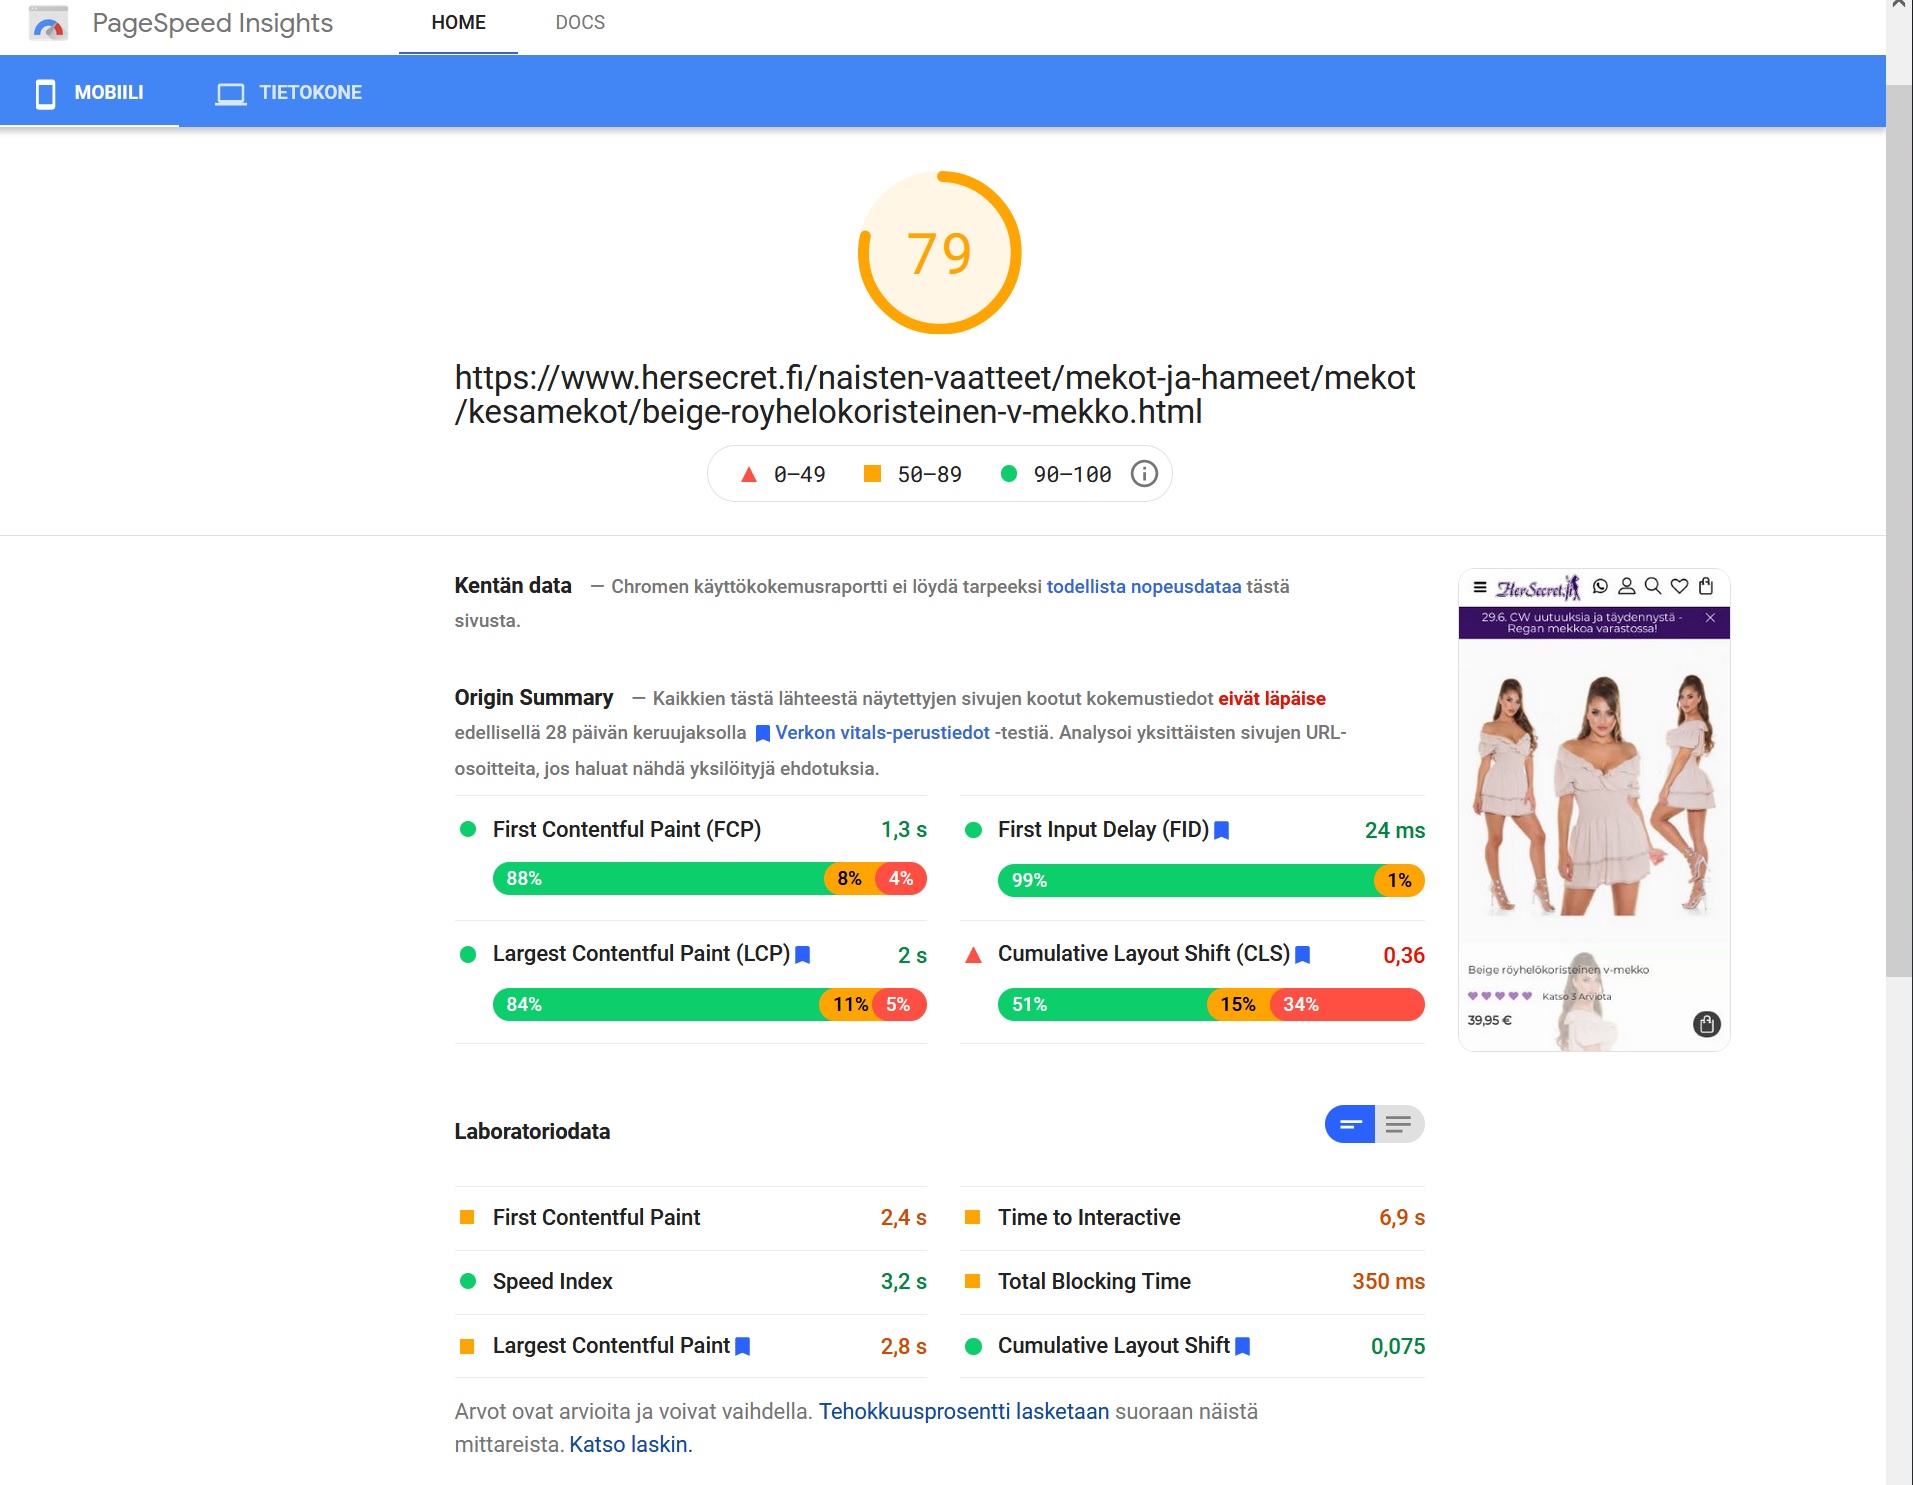 PageSpeed Insights
HOME
DOCS
MOBIILI
TIETOKONE
79
https://www.hersecret.fi/naisten-vaatteet/mekot-ja-hameet/mekot
/kesamekot/beige-royhelokoristeinen-v-mekko.html
0–49
50–89
90–100
Kentän data — Chromen käyttökokemusraportti ei löydä tarpeeksi todellista nopeusdataa tästä
sivusta.
Origin Summary — Kaikkien tästä lähteestä näytettyjen sivujen kootut kokemustiedot eivät läpäise
edellisellä 28 päivän keruujaksolla Verkon vitals-perustiedot -testiä. Analysoi yksittäisten sivujen URL-
osoitteita, jos haluat nähdä yksilöityjä ehdotuksia.
First Contentful Paint (FCP) 1,3 s
88% 8% 4%
First Input Delay (FID) 24 ms
99% 1%
Largest Contentful Paint (LCP) 2 s
84% 11% 5%
Cumulative Layout Shift (CLS) 0,36
51% 15% 34%
HerSecret.fi
29.6. CW uutuuksia ja täydennystä -
Regan mekkoa varastossa!
Beige röyhelökoristeinen v-mekko
Katso 3 Arviota
39,95 €
Laboratoriodata
First Contentful Paint 2,4 s
Time to Interactive 6,9 s
Speed Index 3,2 s
Total Blocking Time 350 ms
Largest Contentful Paint 2,8 s
Cumulative Layout Shift 0,075
Arvot ovat arvioita ja voivat vaihdella. Tehokkuusprosentti lasketaan suoraan näistä
mittareista. Katso laskin.